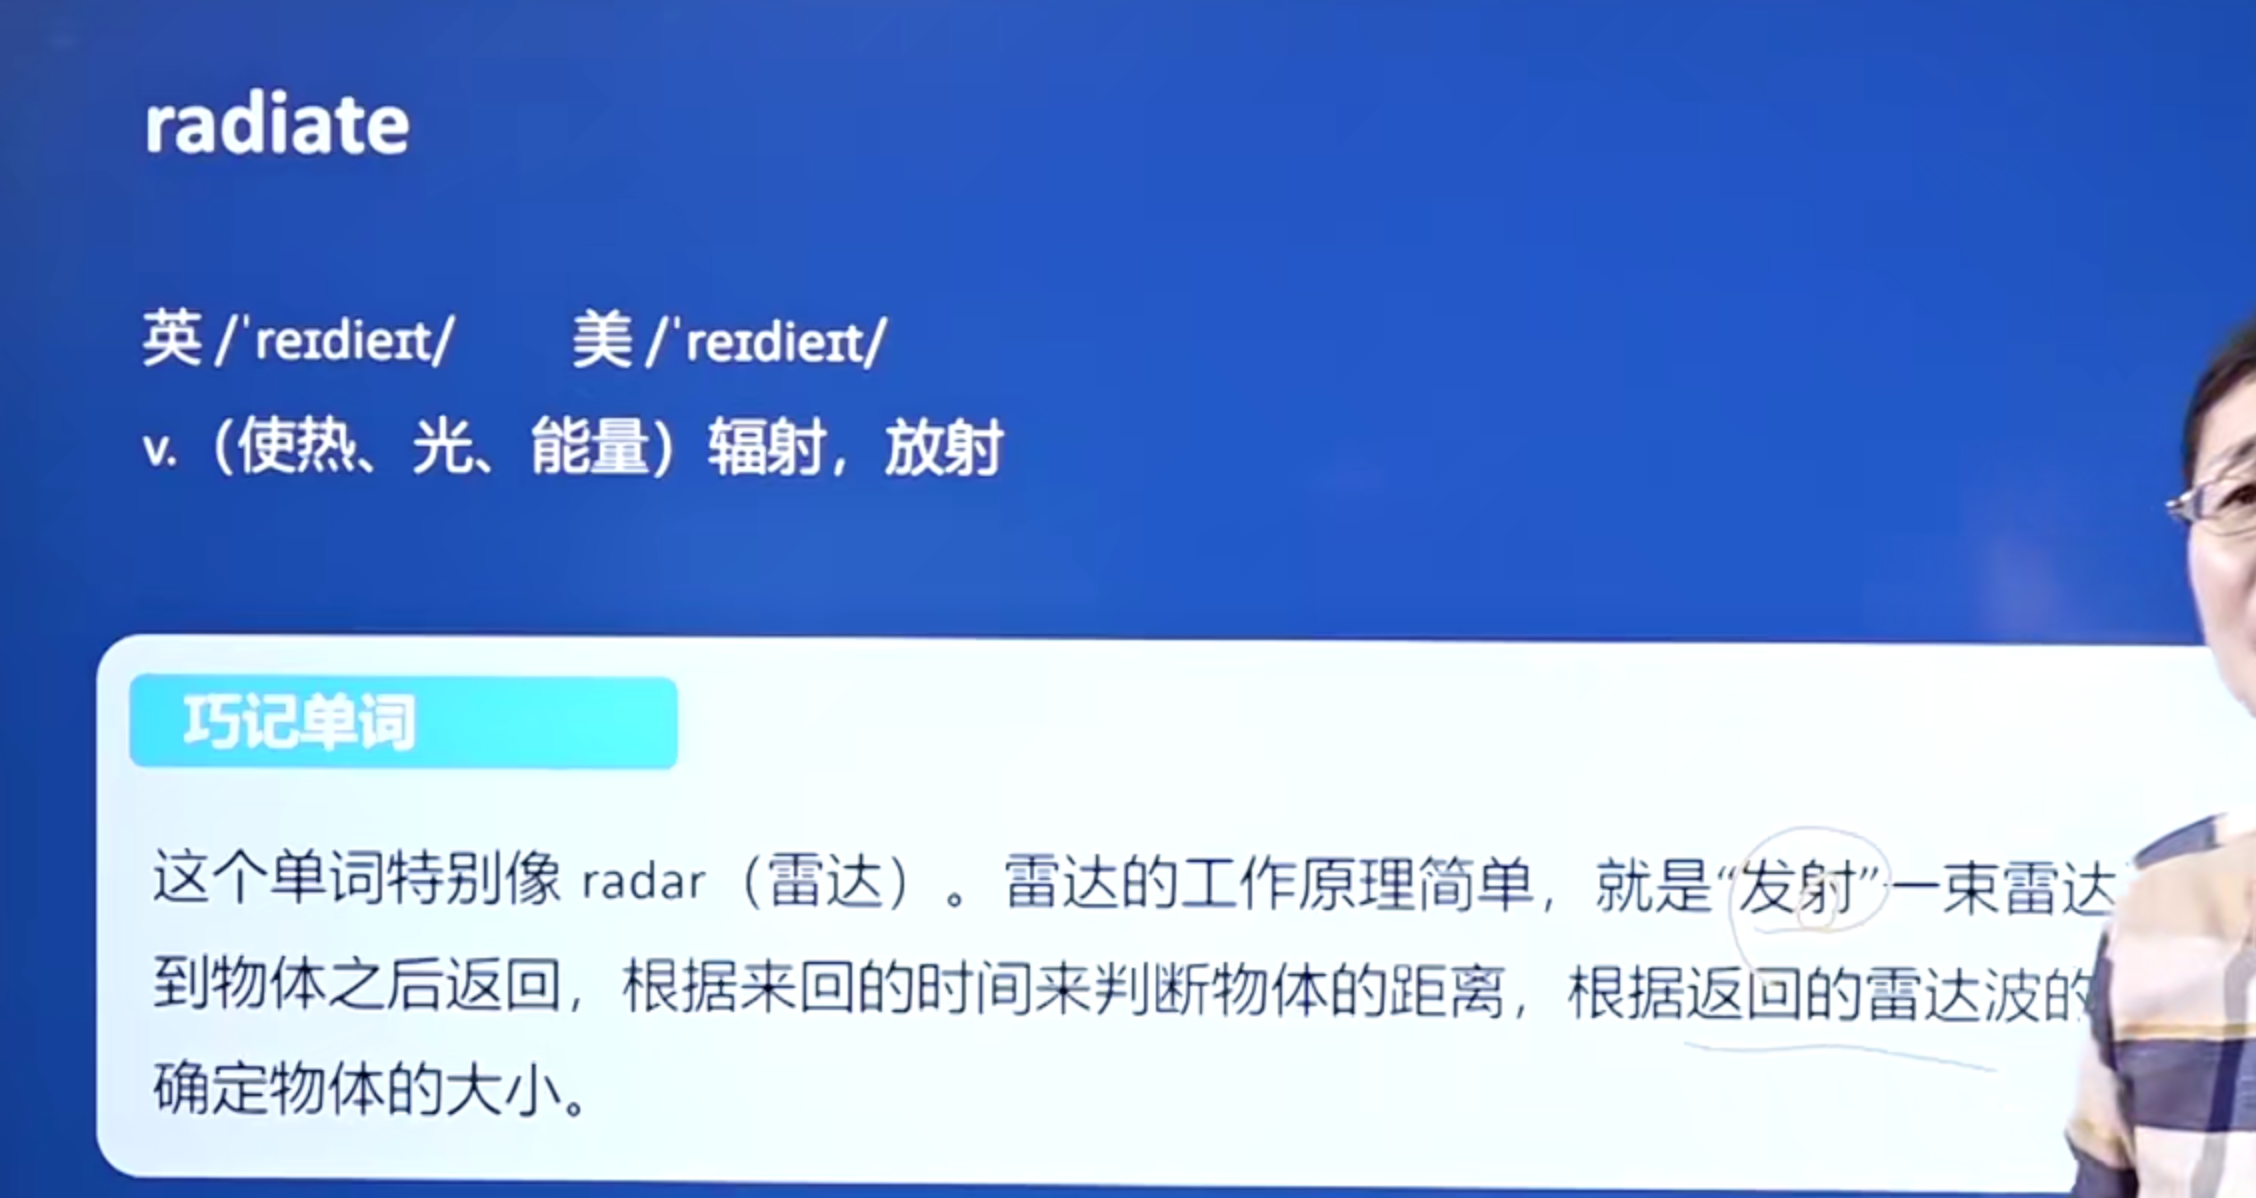 radiate
英 /ˈreɪdieɪt/ 美 /ˈreɪdieɪt/
v.（使热、光、能量）辐射，放射
巧记单词
这个单词特别像 radar（雷达）。雷达的工作原理简单，就是“发射”一束雷达
到物体之后返回，根据来回的时间来判断物体的距离，根据返回的雷达波的
确定物体的大小。